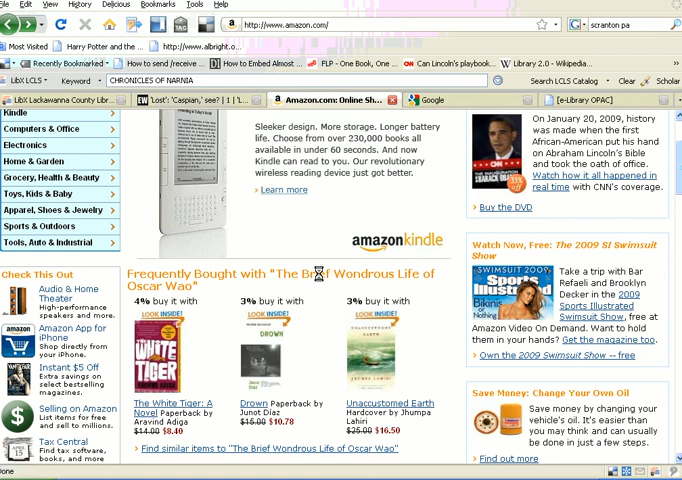 File Edit View History Delicious Bookmarks Tools Help
http://www.amazon.com/
scranton pa
Most Visited Harry Potter and the ... http://www.albright.o...
Recently Bookmarked How to send /receive ... How to Embed Almost ... FLP - One Book, One ... Can Lincoln's playbook... Library 2.0 - Wikipedia...
LibX LCLS Keyword CHRONICLES OF NARNIA Search LCLS Catalog Clear Scholar
LibX Lackawanna County Libr... 'Lost': 'Caspian,' see? | 1 | 'L... Amazon.com: Online Sh... Google [e-Library OPAC]
Kindle
Computers & Office
Electronics
Home & Garden
Grocery, Health & Beauty
Toys, Kids & Baby
Apparel, Shoes & Jewelry
Sports & Outdoors
Tools, Auto & Industrial
Check This Out
Audio & Home
Theater
High-performance
speakers and more.
Amazon App for
iPhone
Shop directly from
your iPhone.
Instant $5 Off
Extra savings on
select bestselling
magazines.
Selling on Amazon
List items for free
and sell to millions.
Tax Central
Find tax software,
books, and more.
Sleeker design. More storage. Longer battery
life. Choose from over 230,000 books all
available in under 60 seconds. And now
Kindle can read to you. Our revolutionary
wireless reading device just got better.
Learn more
amazonkindle
Frequently Bought with "The Brief Wondrous Life of
Oscar Wao"
4% buy it with
LOOK INSIDE!
WHITE
TIGER
The White Tiger: A
Novel Paperback by
Aravind Adiga
$14.00 $8.40
3% buy it with
LOOK INSIDE!
DROWN
Drown Paperback by
Junot Díaz
$15.00 $10.78
3% buy it with
LOOK INSIDE!
UNACCUSTOMED
EARTH
JHUMPA LAHIRI
Unaccustomed Earth
Hardcover by Jhumpa
Lahiri
$25.00 $16.50
Find similar items to "The Brief Wondrous Life of Oscar Wao"
On January 20, 2009, history
was made when the first
African-American put his hand
on Abraham Lincoln's Bible
and took the oath of office.
Watch how it all happened in
real time with CNN's coverage.
CNN
33%
off
Buy the DVD
Watch Now, Free: The 2009 SI Swimsuit
Show
SWIMSUIT 2009
Sports
Illustrated
Bikinis
or Nothing
Take a trip with Bar
Refaeli and Brooklyn
Decker in the 2009
Sports Illustrated
Swimsuit Show, free at
Amazon Video On Demand. Want to hold
them in your hands? Get the magazine too.
Own the 2009 Swimsuit Show -- free
Save Money: Change Your Own Oil
Save money by changing your
vehicle's oil. It's easier than
you may think and can usually
be done in just a few steps.
Find out more
Done